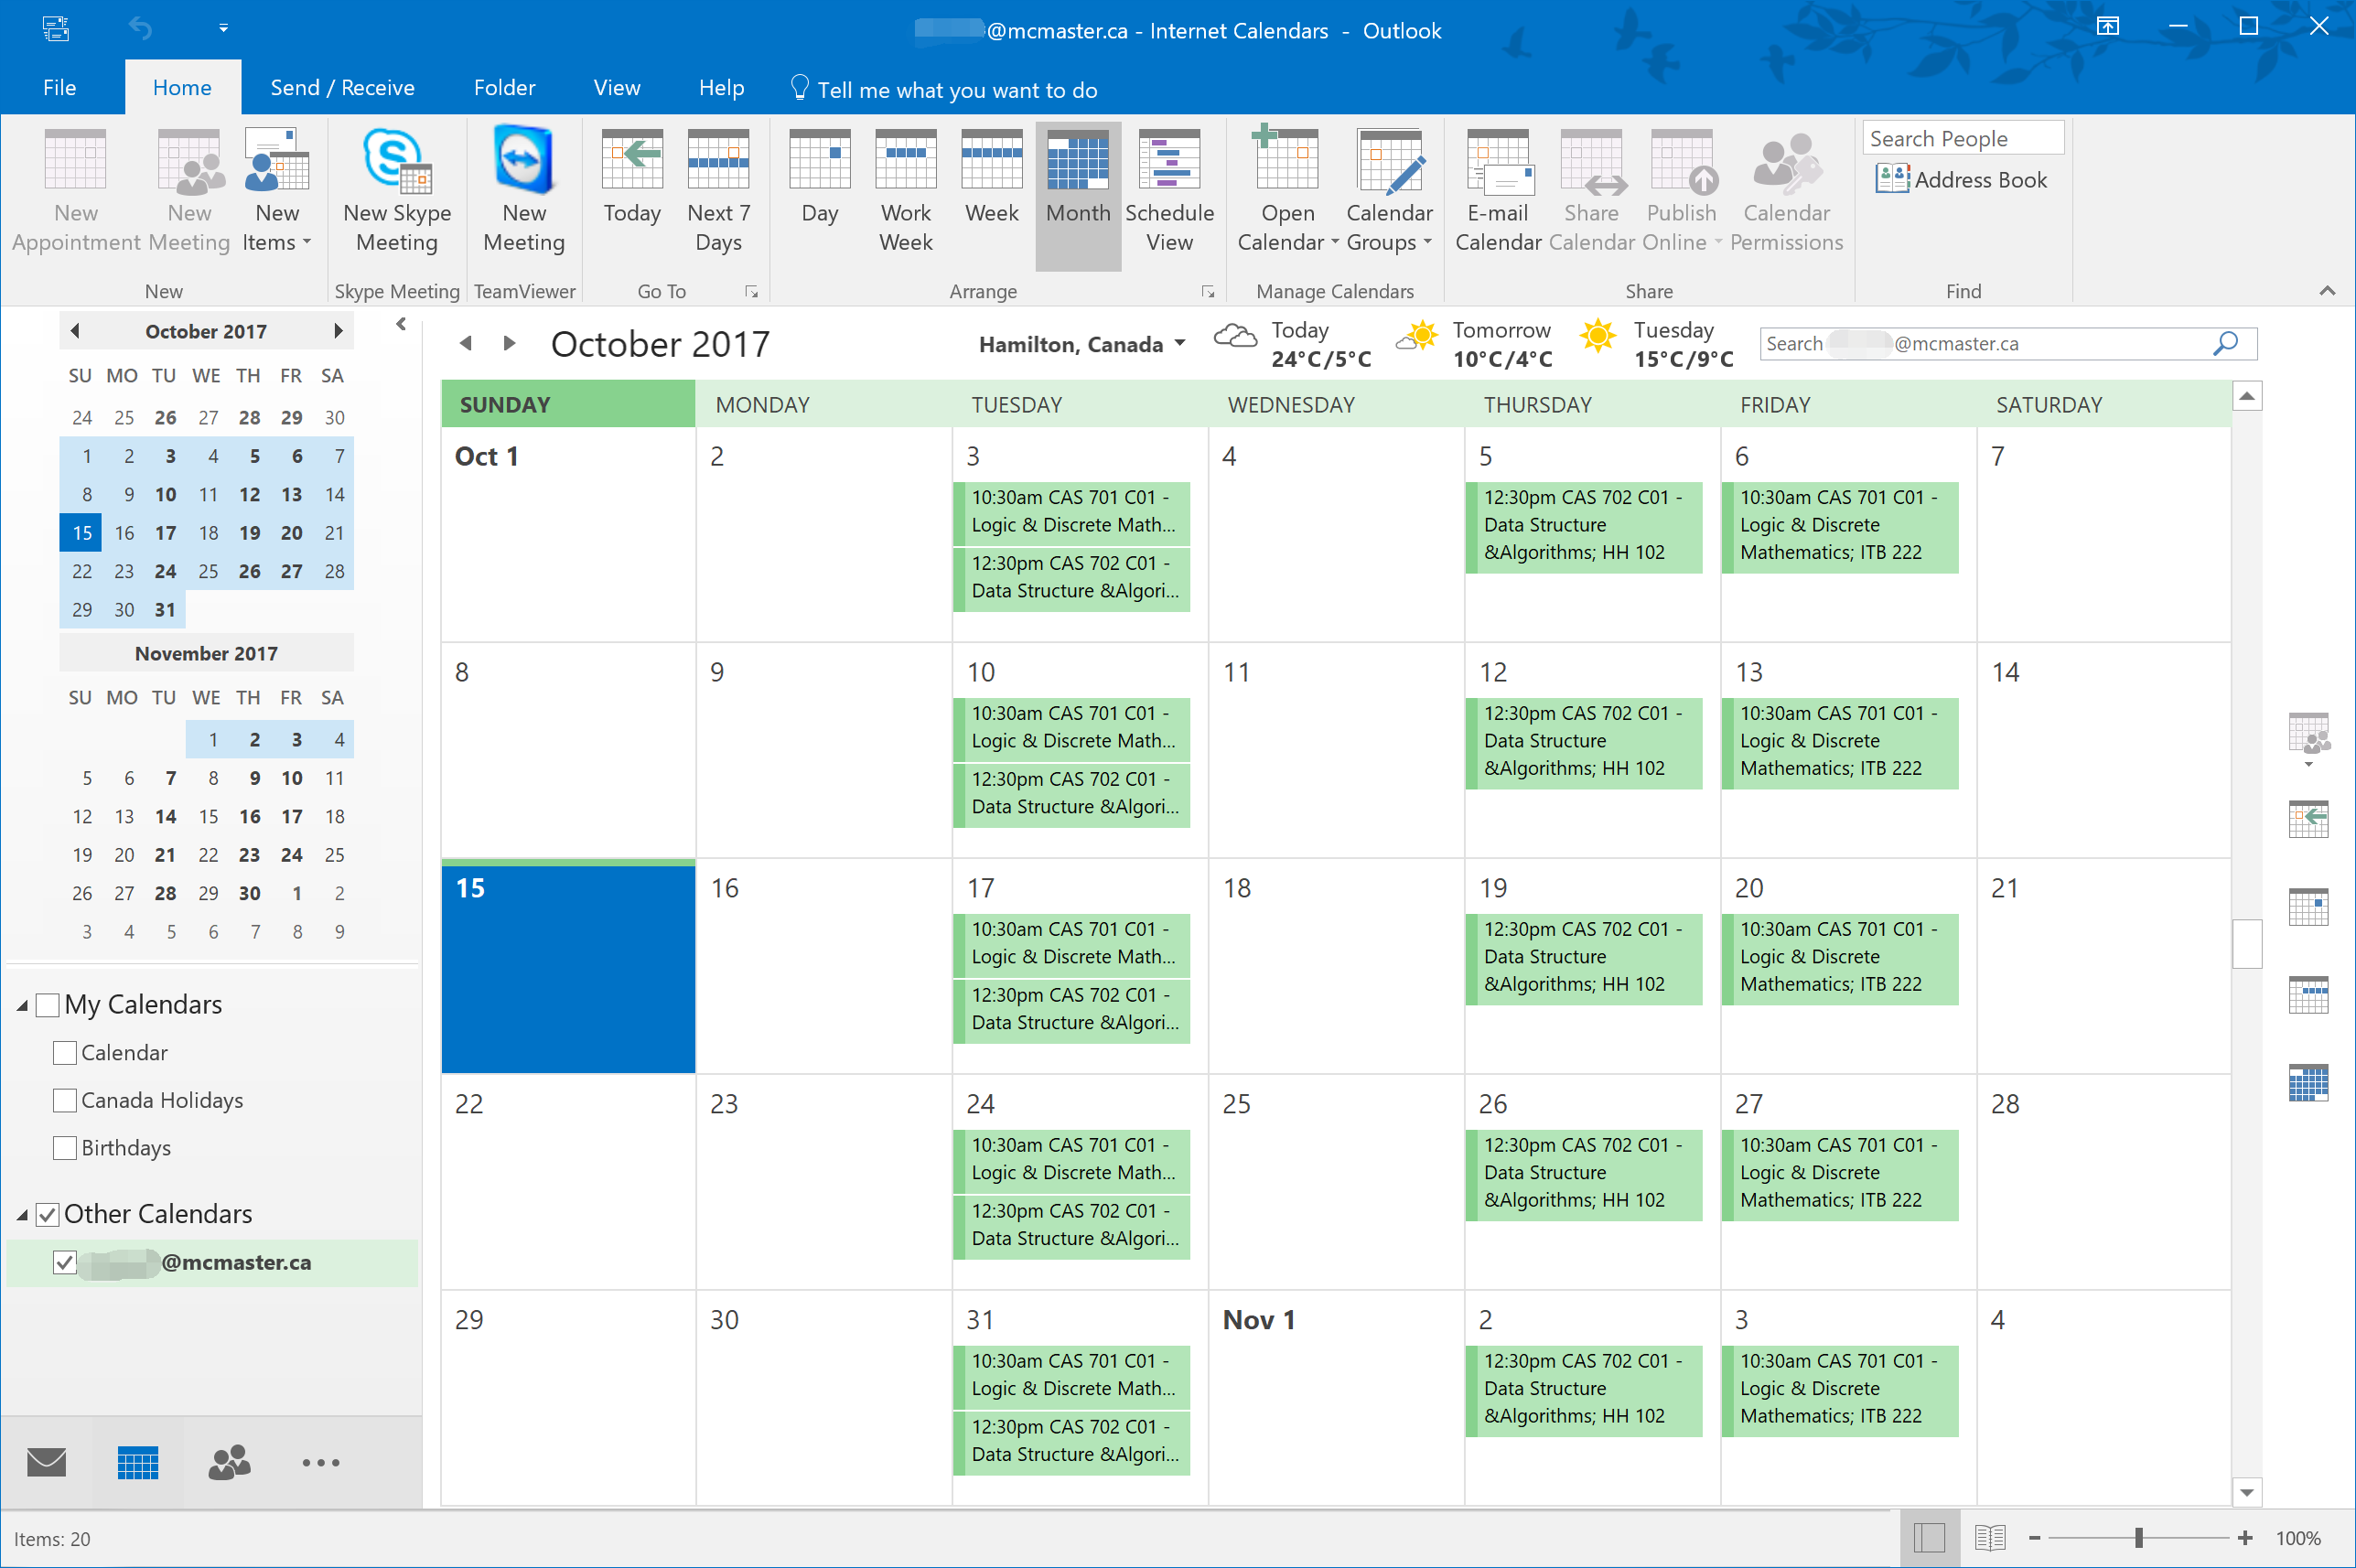 @mcmaster.ca - Internet Calendars - Outlook
File Home Send / Receive Folder View Help Tell me what you want to do
New Appointment
New Meeting
New Items
New Skype Meeting
New Meeting
Today
Next 7 Days
Day
Work Week
Week
Month
Schedule View
Open Calendar
Calendar Groups
E-mail Calendar
Share Calendar
Publish Online
Calendar Permissions
Search People
Address Book
New
Skype Meeting
TeamViewer
Go To
Arrange
Manage Calendars
Share
Find
October 2017
SU MO TU WE TH FR SA
24 25 26 27 28 29 30
1 2 3 4 5 6 7
8 9 10 11 12 13 14
15 16 17 18 19 20 21
22 23 24 25 26 27 28
29 30 31
November 2017
SU MO TU WE TH FR SA
1 2 3 4
5 6 7 8 9 10 11
12 13 14 15 16 17 18
19 20 21 22 23 24 25
26 27 28 29 30 1 2
3 4 5 6 7 8 9
My Calendars
Calendar
Canada Holidays
Birthdays
Other Calendars
@mcmaster.ca
October 2017
Hamilton, Canada
Today
24°C/5°C
Tomorrow
10°C/4°C
Tuesday
15°C/9°C
Search @mcmaster.ca
SUNDAY MONDAY TUESDAY WEDNESDAY THURSDAY FRIDAY SATURDAY
Oct 1
2
3
10:30am CAS 701 C01 -
Logic & Discrete Math...
12:30pm CAS 702 C01 -
Data Structure &Algori...
4
5
12:30pm CAS 702 C01 -
Data Structure
&Algorithms; HH 102
6
10:30am CAS 701 C01 -
Logic & Discrete
Mathematics; ITB 222
7
8
9
10
10:30am CAS 701 C01 -
Logic & Discrete Math...
12:30pm CAS 702 C01 -
Data Structure &Algori...
11
12
12:30pm CAS 702 C01 -
Data Structure
&Algorithms; HH 102
13
10:30am CAS 701 C01 -
Logic & Discrete
Mathematics; ITB 222
14
15
16
17
10:30am CAS 701 C01 -
Logic & Discrete Math...
12:30pm CAS 702 C01 -
Data Structure &Algori...
18
19
12:30pm CAS 702 C01 -
Data Structure
&Algorithms; HH 102
20
10:30am CAS 701 C01 -
Logic & Discrete
Mathematics; ITB 222
21
22
23
24
10:30am CAS 701 C01 -
Logic & Discrete Math...
12:30pm CAS 702 C01 -
Data Structure &Algori...
25
26
12:30pm CAS 702 C01 -
Data Structure
&Algorithms; HH 102
27
10:30am CAS 701 C01 -
Logic & Discrete
Mathematics; ITB 222
28
29
30
31
10:30am CAS 701 C01 -
Logic & Discrete Math...
12:30pm CAS 702 C01 -
Data Structure &Algori...
Nov 1
2
12:30pm CAS 702 C01 -
Data Structure
&Algorithms; HH 102
3
10:30am CAS 701 C01 -
Logic & Discrete
Mathematics; ITB 222
4
Items: 20
100%